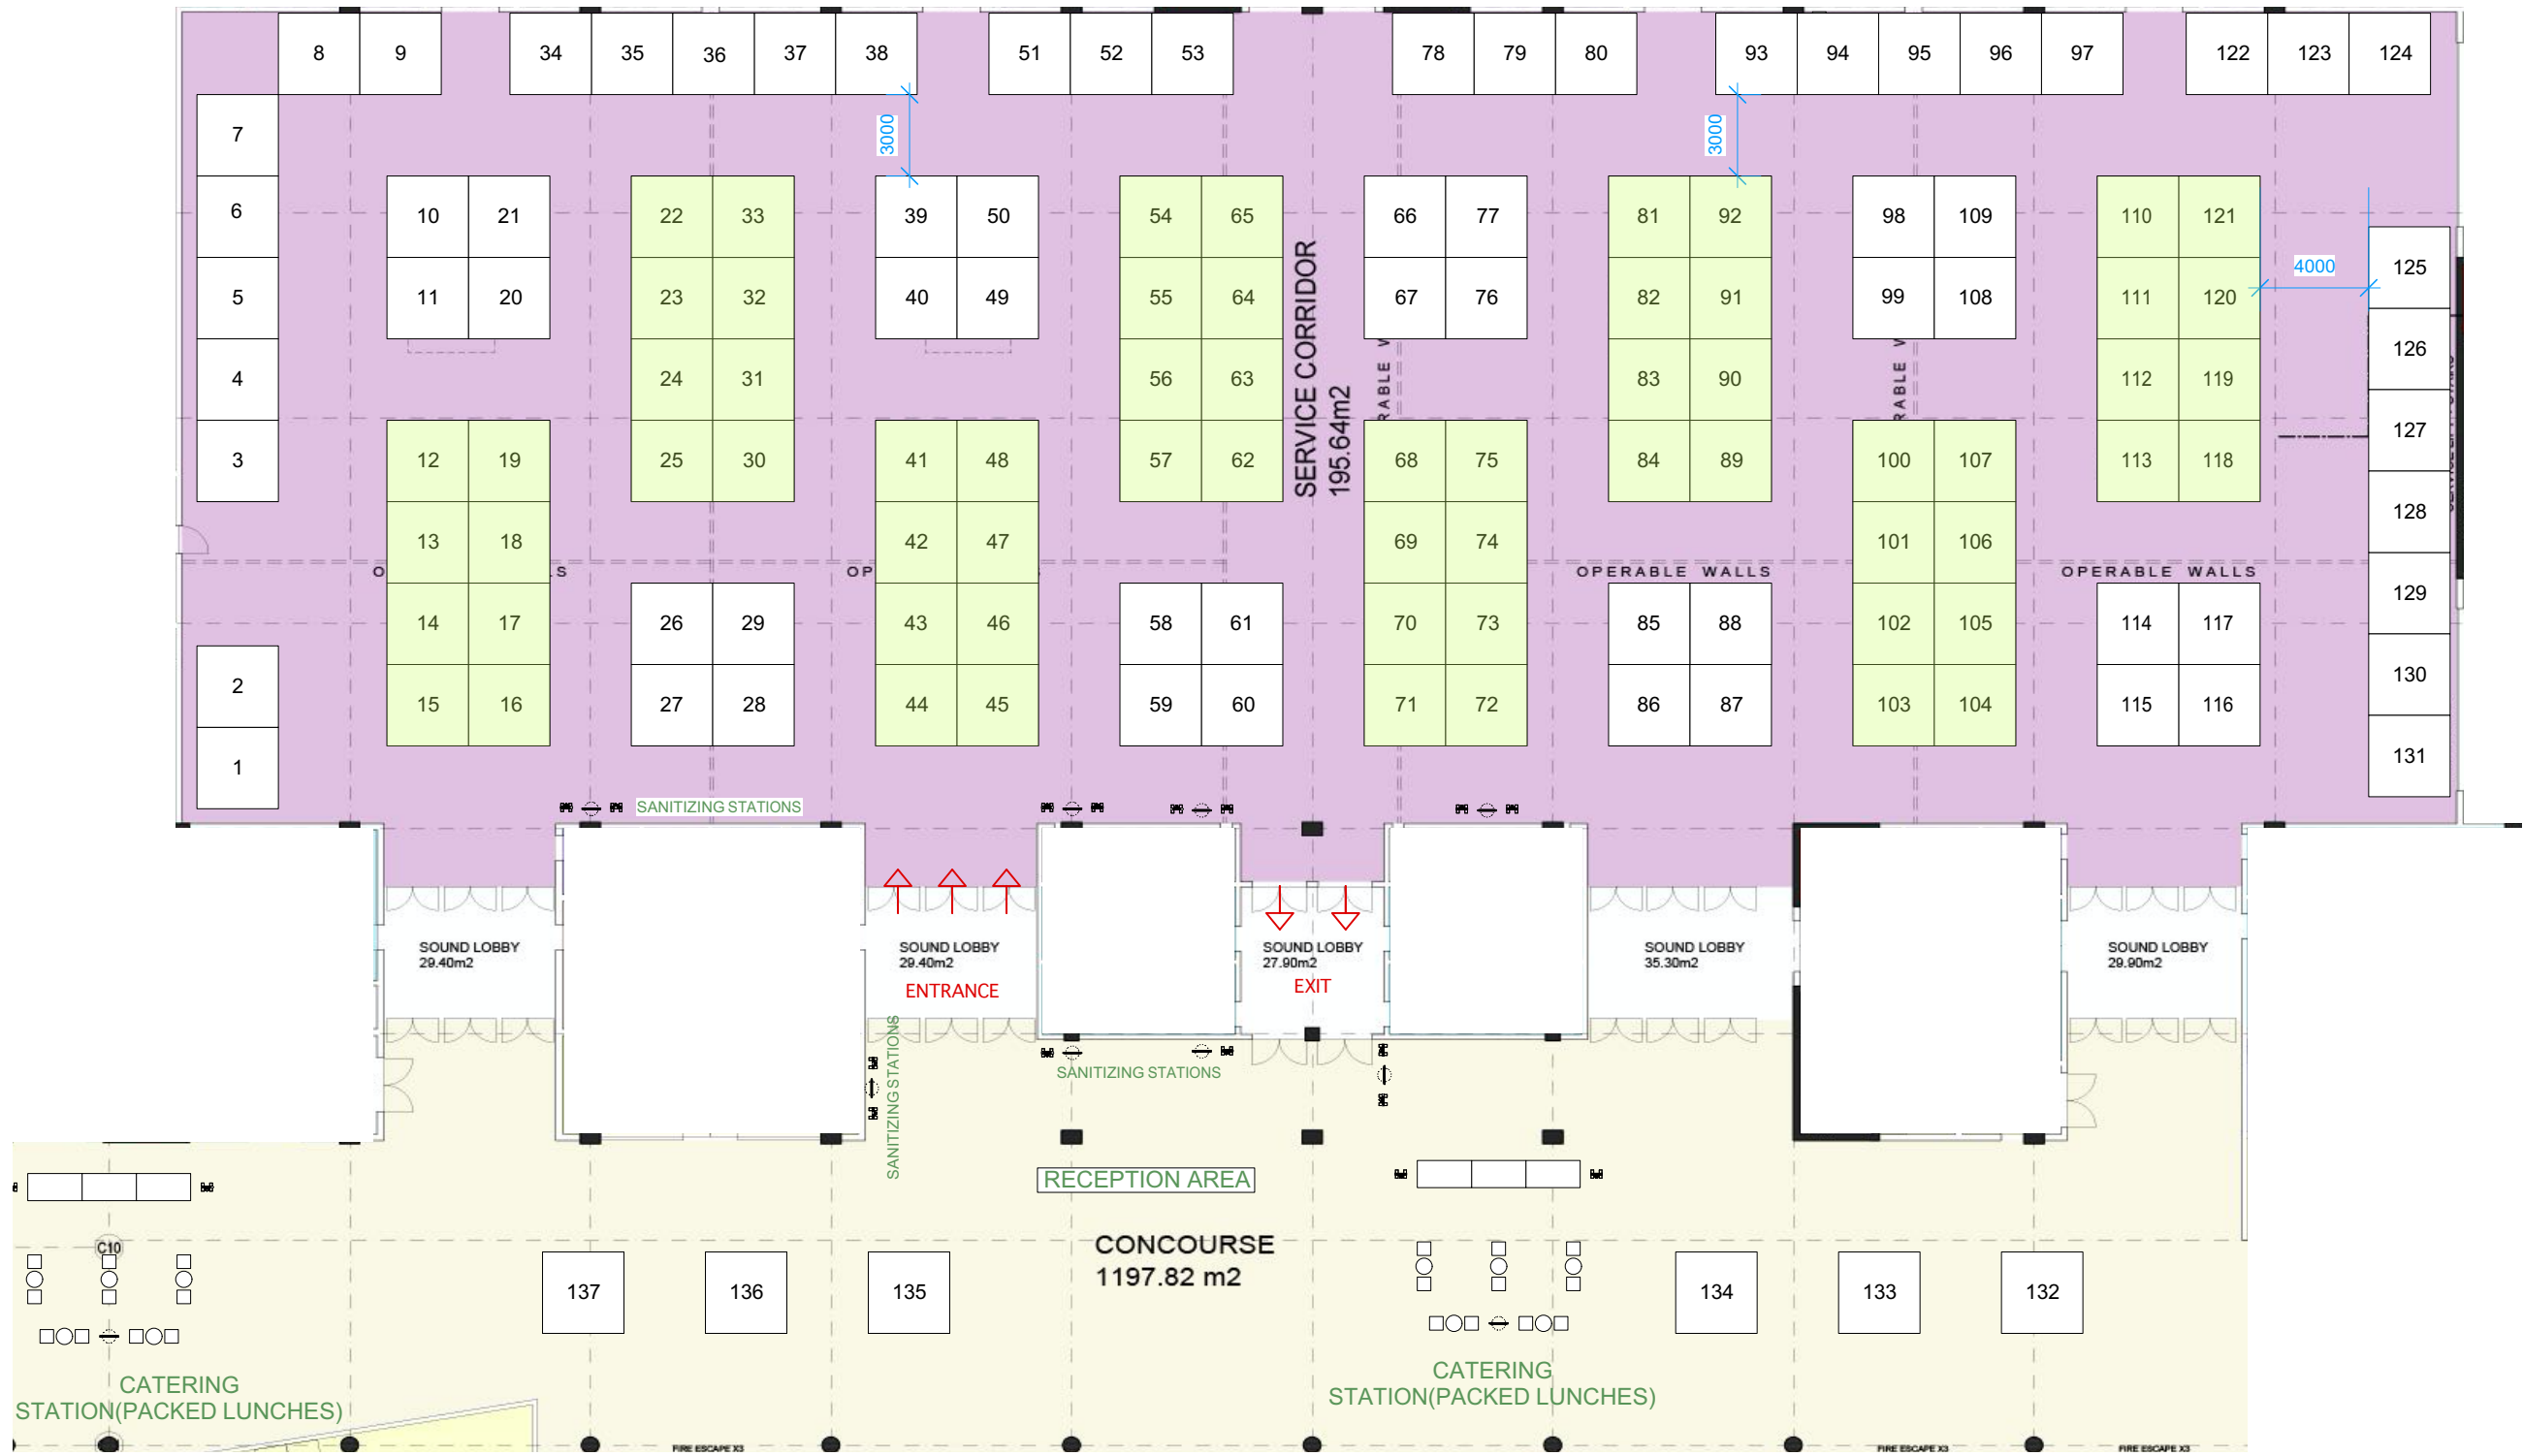 8 9 34 35 36 37 38 51 52 53 78 79 80 93 94 95 96 97 122 123 124
7 3000 3000
6 10 21 22 33 39 50 54 65 66 77 81 92 98 109 110 121
5 11 20 23 32 40 49 55 64 67 76 82 91 99 108 111 120 4000 125
SERVICE CORRIDOR
195.64m2
126
4 24 31 56 63 83 90 112 119
127
3 12 19 25 30 41 48 57 62 68 75 84 89 100 107 113 118
128
13 18 42 47 69 74 101 106
OPERABLE WALLS OPERABLE WALLS
129
14 17 26 29 43 46 58 61 70 73 85 88 102 105 114 117
2 130
15 16 27 28 44 45 59 60 71 72 86 87 103 104 115 116
1 131
SANITIZING STATIONS
SOUND LOBBY
29.40m2
SOUND LOBBY
29.40m2
ENTRANCE
SOUND LOBBY
27.90m2
EXIT
SOUND LOBBY
35.30m2
SOUND LOBBY
29.90m2
SANITIZING STATIONS
SANITIZING STATIONS
RECEPTION AREA
CONCOURSE
1197.82 m2
C10
137 136 135 134 133 132
CATERING
STATION(PACKED LUNCHES)
CATERING
STATION(PACKED LUNCHES)
FIRE ESCAPE X3 FIRE ESCAPE X3 FIRE ESCAPE X3